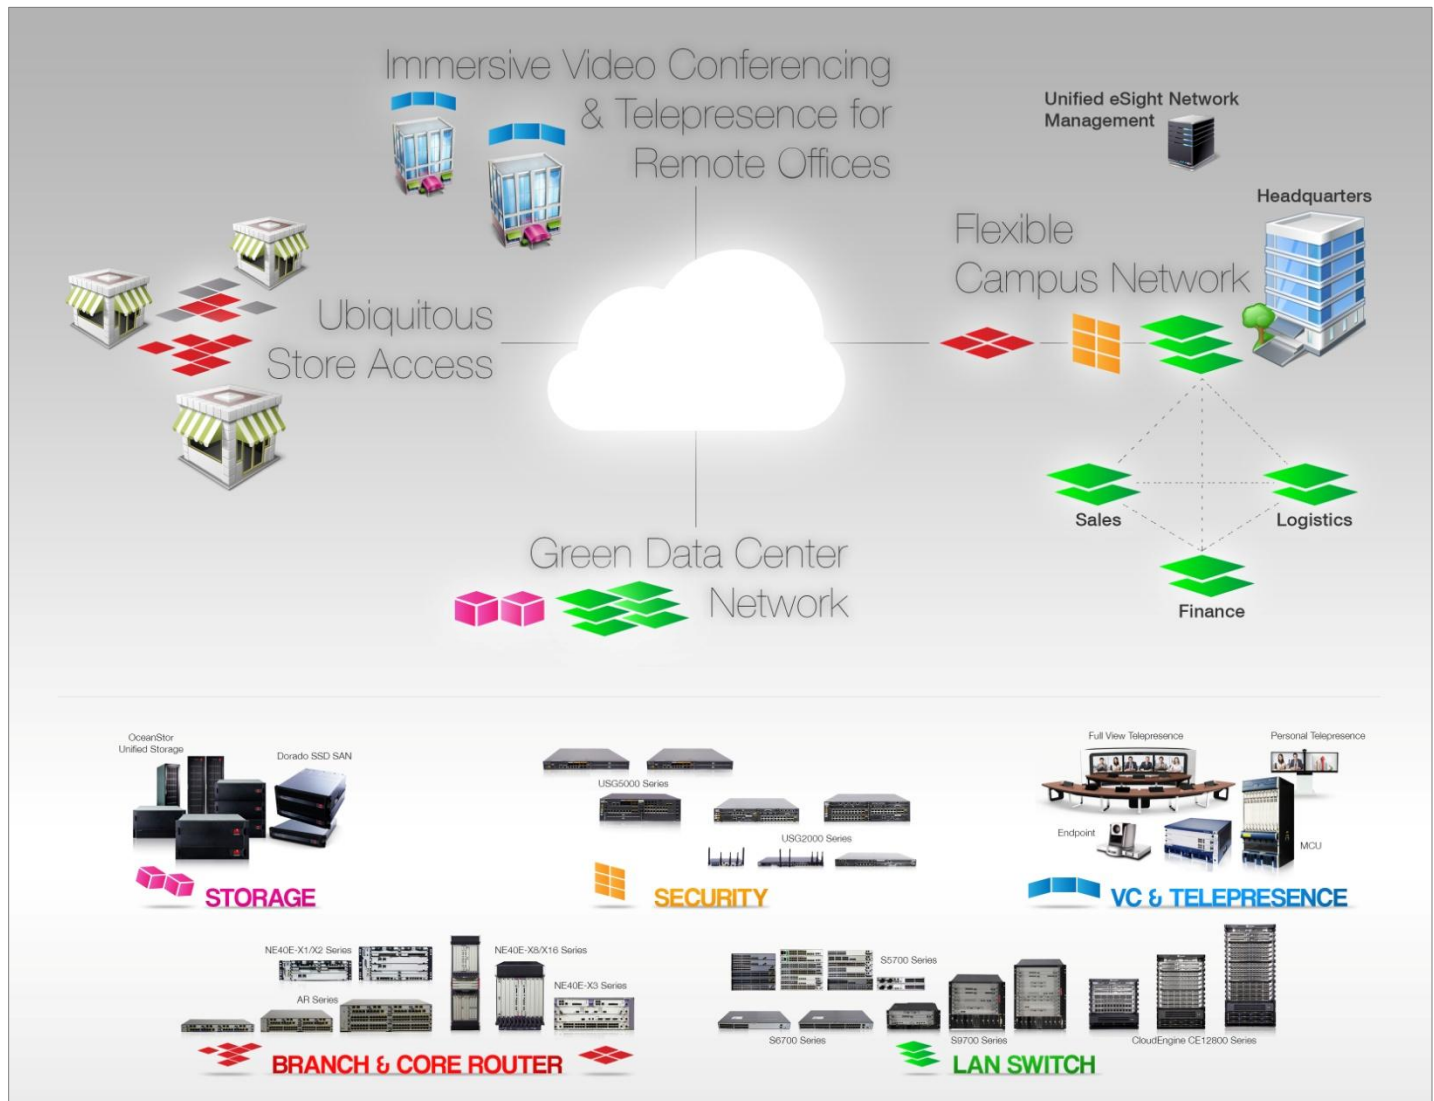 Immersive Video Conferencing
& Telepresence for
Remote Offices
Unified eSight Network
Management
Headquarters
Flexible
Campus Network
Ubiquitous
Store Access
Sales
Logistics
Finance
Green Data Center
Network
OceanStor
Unified Storage
Dorado SSD SAN
STORAGE
USG5000 Series
USG2000 Series
SECURITY
Full View Telepresence
Personal Telepresence
Endpoint
MCU
VC & TELEPRESENCE
NE40E-X1/X2 Series
NE40E-X8/X16 Series
AR Series
NE40E-X3 Series
BRANCH & CORE ROUTER
S5700 Series
S6700 Series
S9700 Series
CloudEngine CE12800 Series
LAN SWITCH